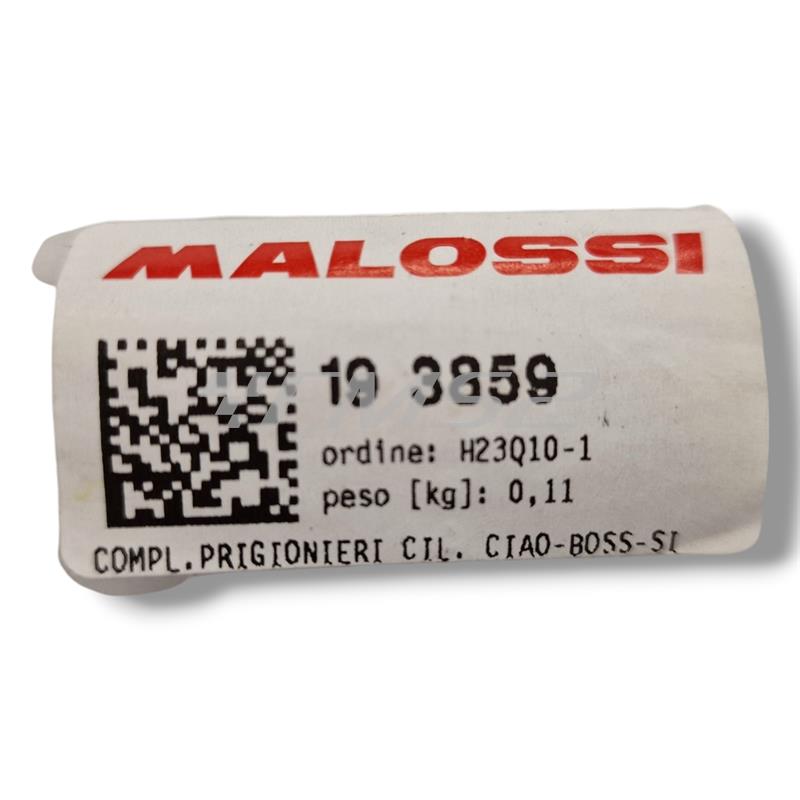 MALOSSI
10 3859
ordine: H23Q10-1
peso [kg]: 0,11
COMPL.PRIGIONIERI CIL. CIAO-BOSS-SI